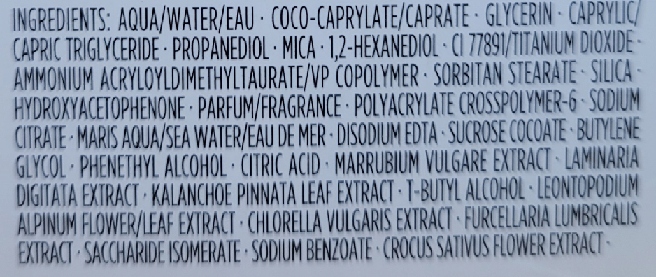 INGREDIENTS: AQUA/WATER/EAU · COCO-CAPRYLATE/CAPRATE · GLYCERIN · CAPRYLIC/
CAPRIC TRIGLYCERIDE · PROPANEDIOL · MICA · 1,2-HEXANEDIOL · CI 77891/TITANIUM DIOXIDE ·
AMMONIUM ACRYLOYLDIMETHYLTAURATE/VP COPOLYMER · SORBITAN STEARATE · SILICA ·
HYDROXYACETOPHENONE · PARFUM/FRAGRANCE · POLYACRYLATE CROSSPOLYMER-6 · SODIUM
CITRATE · MARIS AQUA/SEA WATER/EAU DE MER · DISODIUM EDTA · SUCROSE COCOATE · BUTYLENE
GLYCOL · PHENETHYL ALCOHOL · CITRIC ACID · MARRUBIUM VULGARE EXTRACT · LAMINARIA
DIGITATA EXTRACT · KALANCHOE PINNATA LEAF EXTRACT · T-BUTYL ALCOHOL · LEONTOPODIUM
ALPINUM FLOWER/LEAF EXTRACT · CHLORELLA VULGARIS EXTRACT · FURCELLARIA LUMBRICALIS
EXTRACT · SACCHARIDE ISOMERATE · SODIUM BENZOATE · CROCUS SATIVUS FLOWER EXTRACT ·